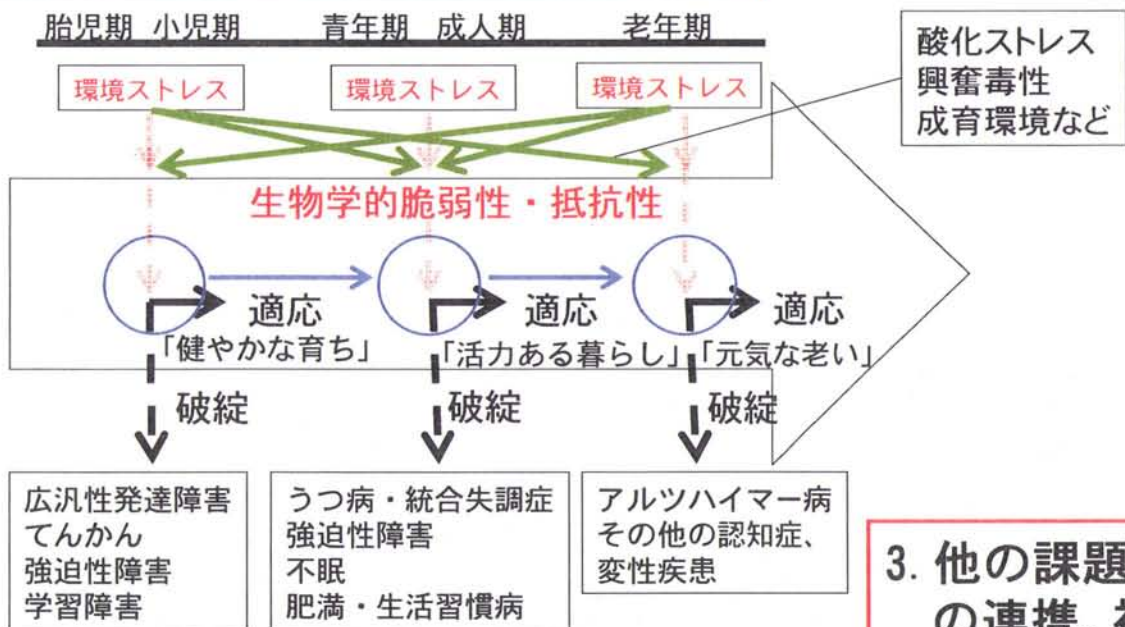 胎児期 小児期 青年期 成人期 老年期
環境ストレス 環境ストレス 環境ストレス
酸化ストレス
興奮毒性
成育環境など
生物学的脆弱性・抵抗性
適応 適応 適応
「健やかな育ち」 「活力ある暮らし」 「元気な老い」
破綻 破綻 破綻
広汎性発達障害
てんかん
強迫性障害
学習障害
うつ病・統合失調症
強迫性障害
不眠
肥満・生活習慣病
アルツハイマー病
その他の認知症、
変性疾患
3. 他の課題
の連携、